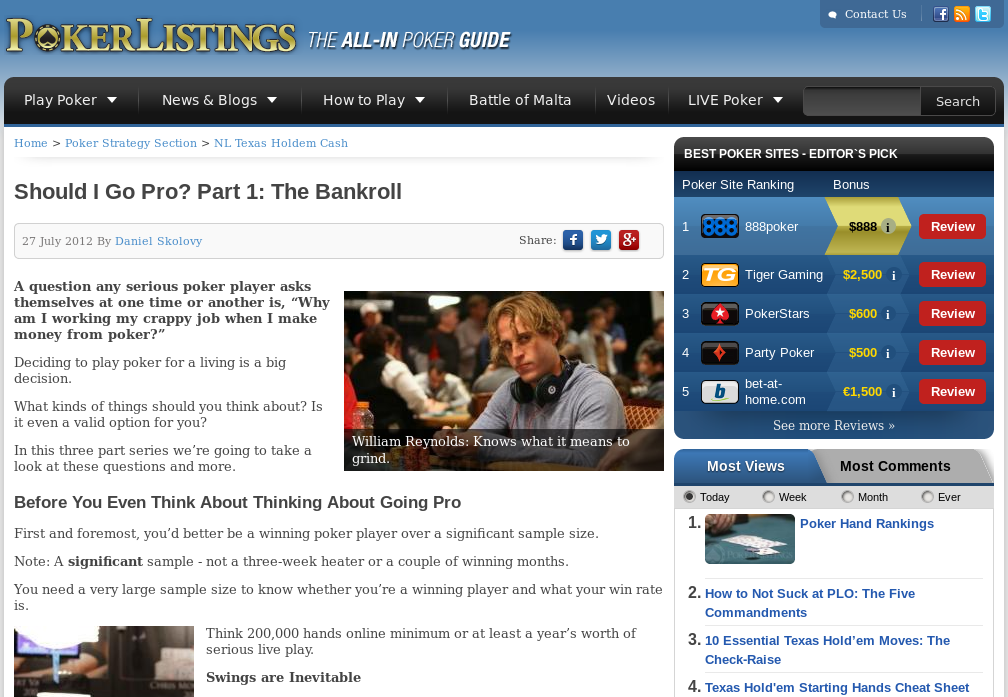 Contact Us
PokerListings THE ALL-IN POKER GUIDE
Play Poker News & Blogs How to Play Battle of Malta Videos LIVE Poker Search
Home > Poker Strategy Section > NL Texas Holdem Cash
Should I Go Pro? Part 1: The Bankroll
27 July 2012 By Daniel Skolovy Share:
A question any serious poker player asks
themselves at one time or another is, “Why
am I working my crappy job when I make
money from poker?”
Deciding to play poker for a living is a big
decision.
What kinds of things should you think about? Is
it even a valid option for you?
In this three part series we’re going to take a
look at these questions and more.
William Reynolds: Knows what it means to
grind.
Before You Even Think About Thinking About Going Pro
First and foremost, you’d better be a winning poker player over a significant sample size.
Note: A significant sample - not a three-week heater or a couple of winning months.
You need a very large sample size to know whether you’re a winning player and what your win rate
is.
Think 200,000 hands online minimum or at least a year’s worth of
serious live play.
Swings are Inevitable
BEST POKER SITES - EDITOR`S PICK
Poker Site Ranking Bonus
1 888 888poker $888 i Review
2 TG Tiger Gaming $2,500 i Review
3 PokerStars $600 i Review
4 Party Poker $500 i Review
5 b bet-at-
home.com €1,500 i Review
See more Reviews »
Most Views Most Comments
Today Week Month Ever
1. Poker Hand Rankings
2. How to Not Suck at PLO: The Five
Commandments
3. 10 Essential Texas Hold’em Moves: The
Check-Raise
4. Texas Hold'em Starting Hands Cheat Sheet